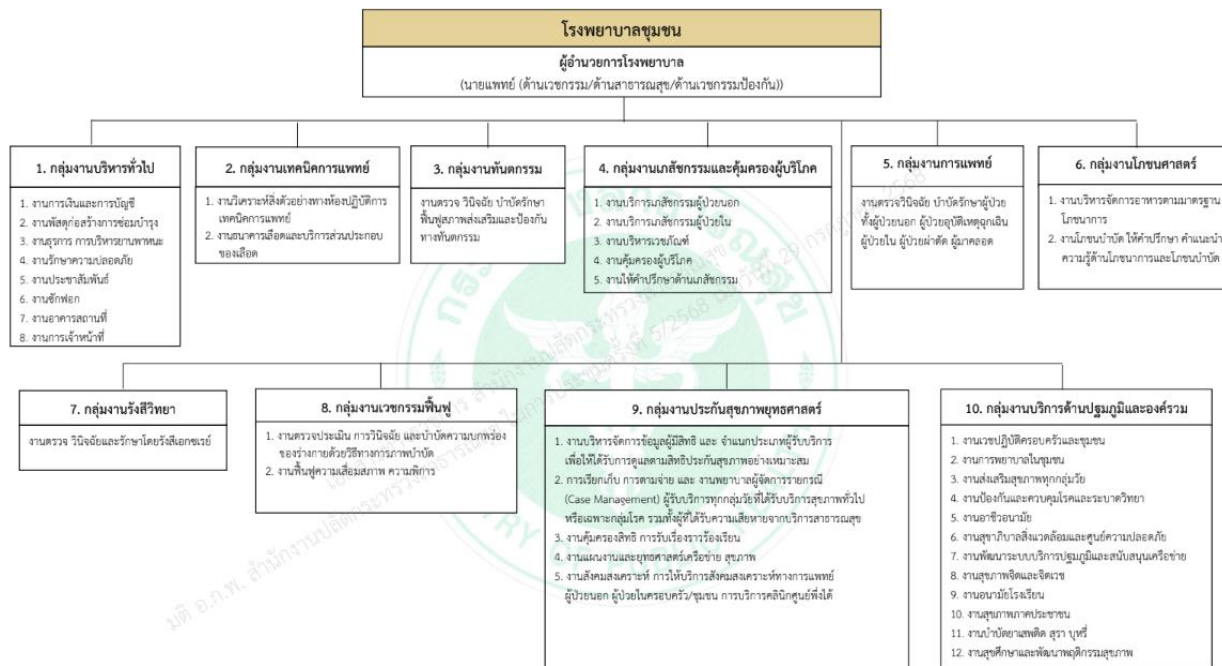 โรงพยาบาลชุมชน
ผู้อำนวยการโรงพยาบาล
(นายแพทย์ (ด้านเวชกรรม/ด้านสาธารณสุข/ด้านเวชกรรมป้องกัน))
1. กลุ่มงานบริหารทั่วไป
1. งานการเงินและการบัญชี
2. งานพัสดุก่อสร้างการซ่อมบำรุง
3. งานธุรการ การบริหารยานพาหนะ
4. งานรักษาความปลอดภัย
5. งานประชาสัมพันธ์
6. งานซักฟอก
7. งานอาคารสถานที่
8. งานการเจ้าหน้าที่
2. กลุ่มงานเทคนิคการแพทย์
1. งานวิเคราะห์สิ่งตัวอย่างทางห้องปฏิบัติการ
เทคนิคการแพทย์
2. งานธนาคารเลือดและบริการส่วนประกอบ
ของเลือด
3. กลุ่มงานทันตกรรม
งานตรวจ วินิจฉัย บำบัดรักษา
ฟื้นฟูสภาพส่งเสริมและป้องกัน
ทางทันตกรรม
4. กลุ่มงานเภสัชกรรมและคุ้มครองผู้บริโภค
1. งานบริการเภสัชกรรมผู้ป่วยนอก
2. งานบริการเภสัชกรรมผู้ป่วยใน
3. งานบริหารเวชภัณฑ์
4. งานคุ้มครองผู้บริโภค
5. งานให้คำปรึกษาด้านเภสัชกรรม
5. กลุ่มงานการแพทย์
งานตรวจวินิจฉัย บำบัดรักษาผู้ป่วย
ทั้งผู้ป่วยนอก ผู้ป่วยอุบัติเหตุฉุกเฉิน
ผู้ป่วยใน ผู้ป่วยผ่าตัด ผู้มาคลอด
6. กลุ่มงานโภชนศาสตร์
1. งานบริหารจัดการอาหารตามมาตรฐาน
โภชนาการ
2. งานโภชนบำบัด ให้คำปรึกษา คำแนะนำ
ความรู้ด้านโภชนาการและโภชนบำบัด
7. กลุ่มงานรังสีวิทยา
งานตรวจ วินิจฉัยและรักษาโดยรังสีเอกซเรย์
8. กลุ่มงานเวชกรรมฟื้นฟู
1. งานตรวจประเมิน การวินิจฉัย และบำบัดความบกพร่อง
ของร่างกายด้วยวิธีทางการภาพบำบัด
2. งานฟื้นฟูความเสื่อมสภาพ ความพิการ
9. กลุ่มงานประกันสุขภาพยุทธศาสตร์
1. งานบริหารจัดการข้อมูลผู้มีสิทธิ และ จำแนกประเภทผู้รับบริการ
เพื่อให้ได้รับการดูแลตามสิทธิประกันสุขภาพอย่างเหมาะสม
2. การเรียกเก็บ การตามจ่าย และ งานพยาบาลผู้จัดการรายกรณี
(Case Management) ผู้รับบริการทุกกลุ่มวัยที่ได้รับบริการสุขภาพทั่วไป
หรือเฉพาะกลุ่มโรค รวมทั้งผู้ที่ได้รับความเสียหายจากบริการสาธารณสุข
3. งานคุ้มครองสิทธิ การรับเรื่องราวร้องเรียน
4. งานแผนงานและยุทธศาสตร์เครือข่าย สุขภาพ
5. งานสังคมสงเคราะห์ การให้บริการสังคมสงเคราะห์ทางการแพทย์
ผู้ป่วยนอก ผู้ป่วยในครอบครัว/ชุมชน การบริการคลินิกศูนย์พึ่งได้
10. กลุ่มงานบริการด้านปฐมภูมิและองค์รวม
1. งานเวชปฏิบัติครอบครัวและชุมชน
2. งานการพยาบาลในชุมชน
3. งานส่งเสริมสุขภาพทุกกลุ่มวัย
4. งานป้องกันและควบคุมโรคและระบาดวิทยา
5. งานอาชีวอนามัย
6. งานสุขาภิบาลสิ่งแวดล้อมและศูนย์ความปลอดภัย
7. งานพัฒนาระบบบริการปฐมภูมิและสนับสนุนเครือข่าย
8. งานสุขภาพจิตและจิตเวช
9. งานอนามัยโรงเรียน
10. งานสุขภาพภาคประชาชน
11. งานบำบัดยาเสพติด สุรา บุหรี่
12. งานสุขศึกษาและพัฒนาพฤติกรรมสุขภาพ